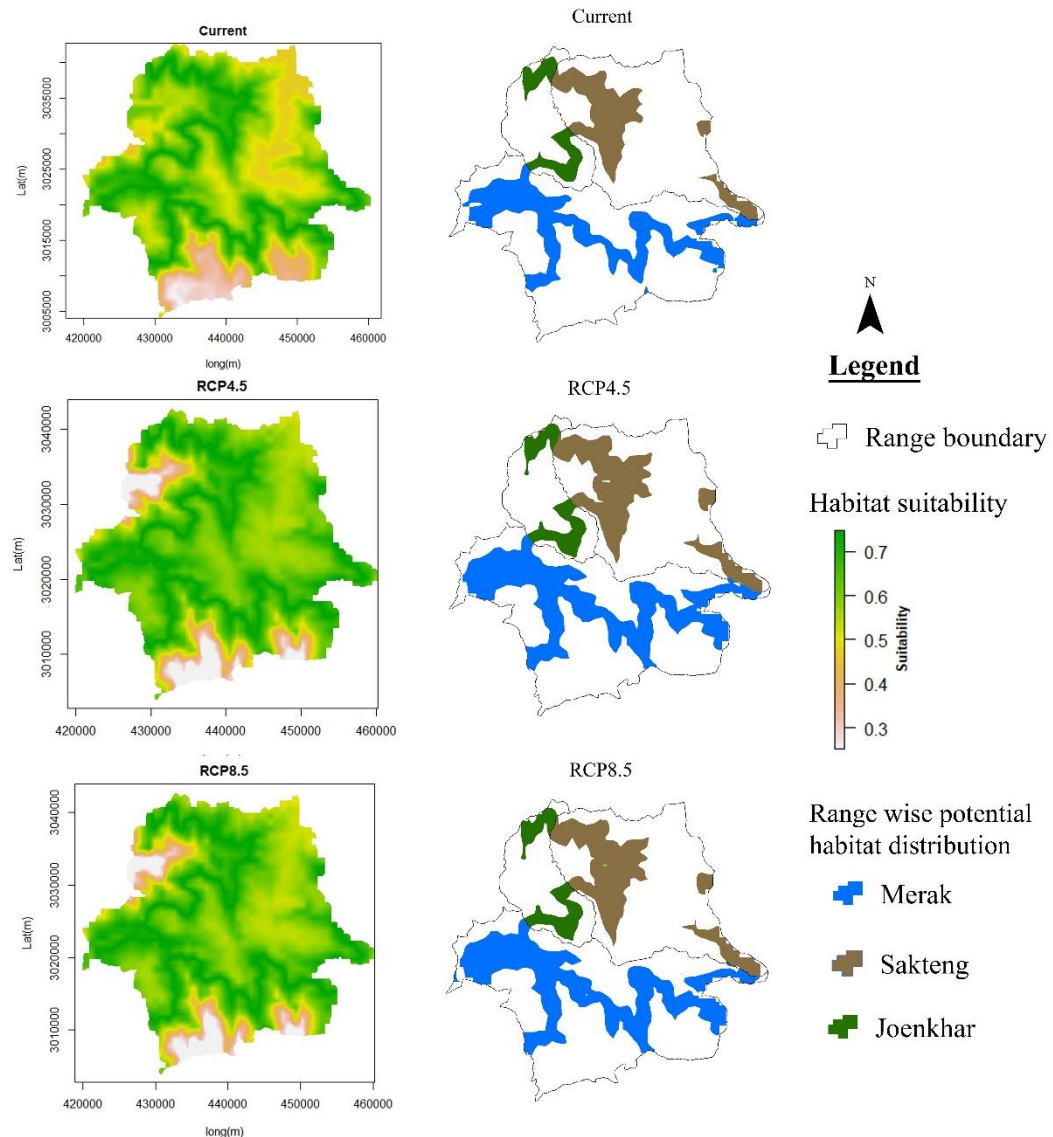 Current
Lat(m)
3035000
3025000
3015000
3005000
420000 430000 440000 450000 460000
long(m)
Current
RCP4.5
3040000
3030000
3020000
3010000
420000 430000 440000 450000 460000
RCP4.5
RCP8.5
Lat(m)
3040000
3030000
3020000
3010000
420000 430000 440000 450000 460000
long(m)
RCP8.5
N
Legend
Range boundary
Habitat suitability
0.7
0.6
0.5
0.4
0.3
Suitability
Range wise potential
habitat distribution
Merak
Sakteng
Joenkhar